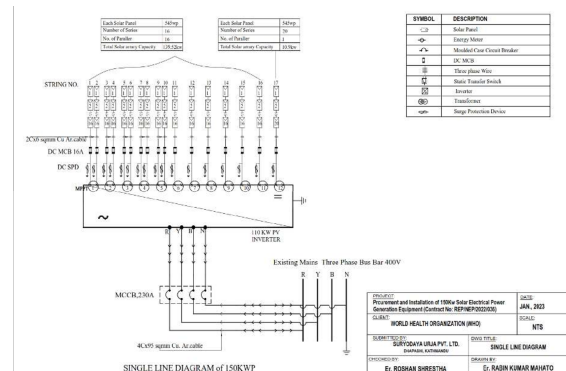 Each Solar Panel 545wp
Number of Series 16
No. of Paraller 16
Total Solar array Capacity 139.52kw
Each Solar Panel 545wp
Number of Series 20
No. of Paraller 1
Total Solar array Capacity 10.9kw
SYMBOL DESCRIPTION
Solar Panel
Energy Meter
Moulded Case Circuit Breaker
DC MCB
Three phase Wire
Static Transfer Switch
Inverter
Transformer
Surge Protection Device
STRING NO. 1 2 3 4 5 6 7 8 9 10 11 12 13 14 15 16 17
2Cx6 sqmm Cu Ar.cable
DC MCB 16A
DC SPD
MPPT 1 2 3 4 5 6 7 8 9 10 11 12
R Y B N
110 KW PV
INVERTER
Existing Mains Three Phase Bus Bar 400V
R Y B N
MCCB,230A
4Cx95 sqmm Cu. Ar.cable
SINGLE LINE DIAGRAM of 150KWP
PROJECT:
Procurement and Installation of 150Kw Solar Electrical Power
Generation Equipment (Contract No: REP/NEP/2022/036)
DATE:
JAN., 2023
CLIENT:
WORLD HEALTH ORGANIZATION (WHO)
SCALE:
NTS
SUBMITTED BY:
SURYODAYA URJA PVT. LTD.
DHAPASHI, KATHMANDU
DWG TITLE:
SINGLE LINE DIAGRAM
CHECKED BY:
Er. ROSHAN SHRESTHA
DRAWN BY:
Er. RABIN KUMAR MAHATO